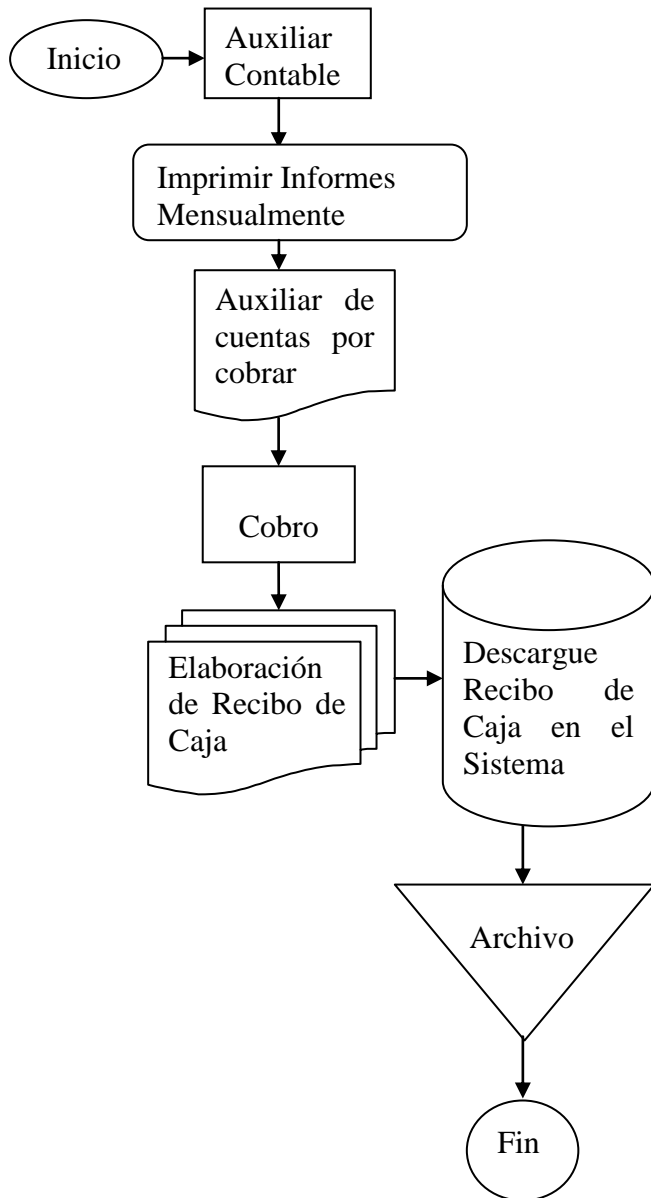 Inicio
Auxiliar
Contable
Imprimir Informes
Mensualmente
Auxiliar de
cuentas por
cobrar
Cobro
Elaboración
de Recibo de
Caja
Descargue
Recibo de
Caja en el
Sistema
Archivo
Fin